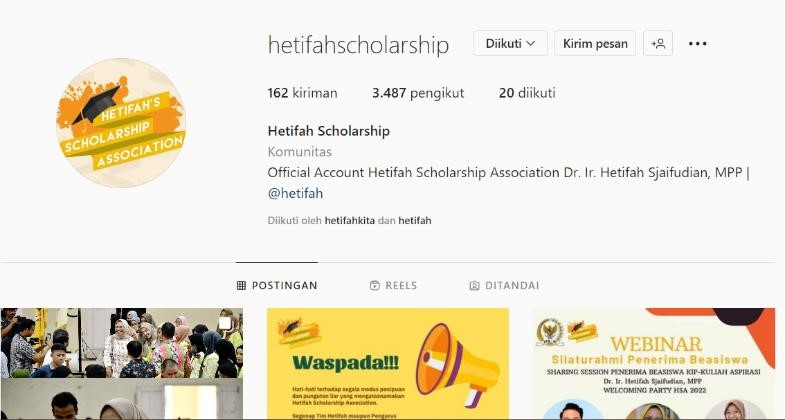 hetifahscholarship
Diikuti
Kirim pesan
162 kiriman
3.487 pengikut
20 diikuti
HETIFAH'S
SCHOLARSHIP
ASSOCIATION
Hetifah Scholarship
Komunitas
Official Account Hetifah Scholarship Association Dr. Ir. Hetifah Sjaifudian, MPP |
@hetifah
Diikuti oleh hetifahkita dan hetifah
POSTINGAN
REELS
DITANDAI
Waspada!!!
Hati-hati terhadap segala modus penipuan
dan pungutan liar yang mengatasnamakan
Hetifah Scholarship Association.
Segenap Tim Hetifah maupun Pengurus
WEBINAR
Silaturahmi Penerima Beasiswa
SHARING SESSION PENERIMA BEASISWA KIP-KULIAH ASPIRASI
Dr. Ir. Hetifah Sjaifudian, MPP
WELCOMING PARTY HSA 2022